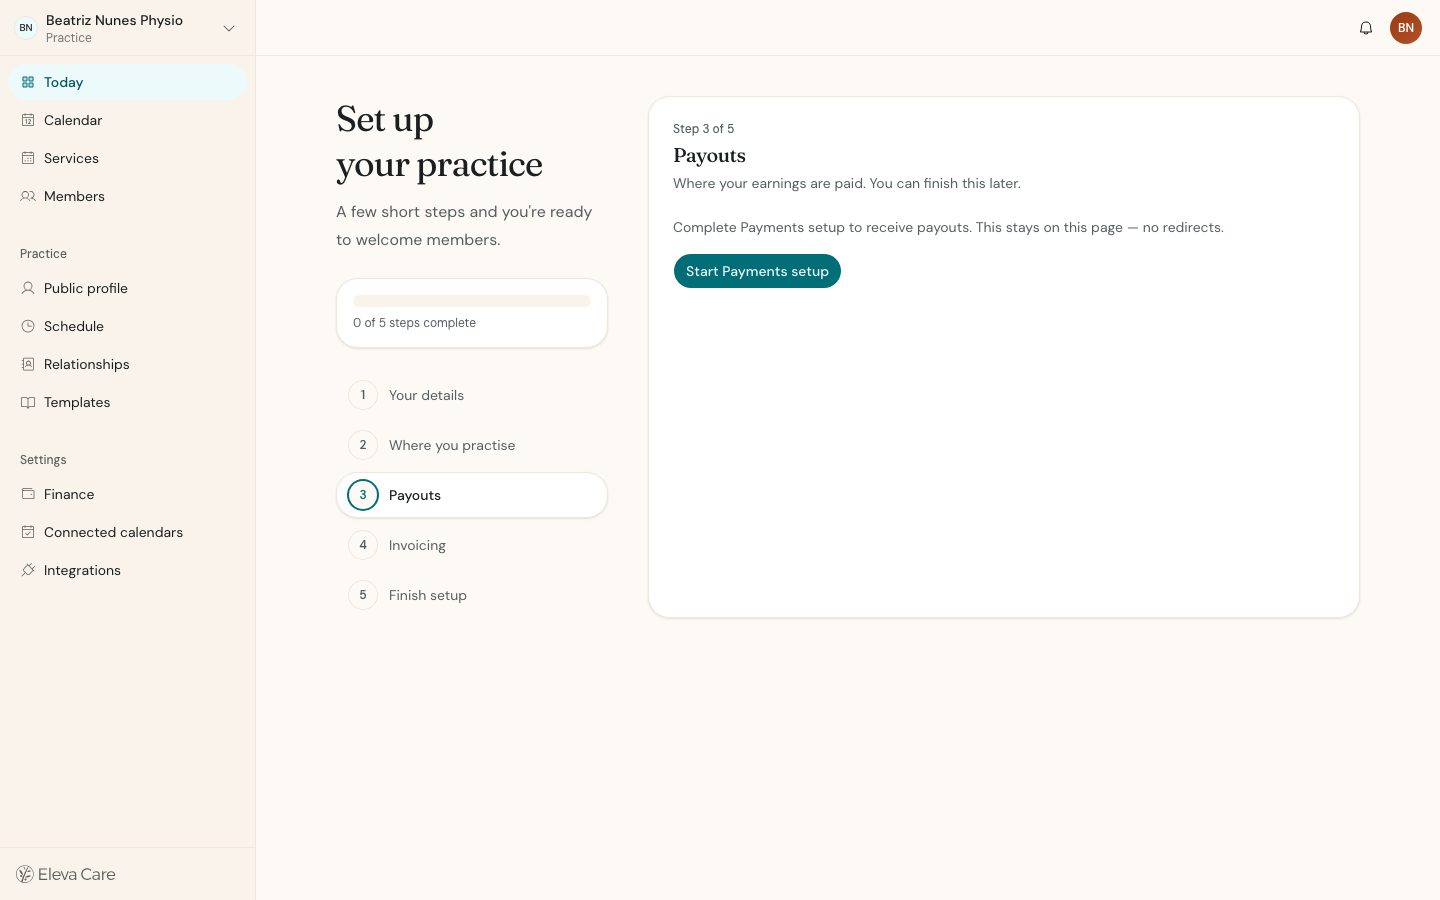 BN
Beatriz Nunes Physio
Practice
Today
Calendar
Services
Members
Practice
Public profile
Schedule
Relationships
Templates
Settings
Finance
Connected calendars
Integrations
Eleva Care
BN
Set up
your practice
A few short steps and you're ready
to welcome members.
0 of 5 steps complete
1 Your details
2 Where you practise
3 Payouts
4 Invoicing
5 Finish setup
Step 3 of 5
Payouts
Where your earnings are paid. You can finish this later.
Complete Payments setup to receive payouts. This stays on this page — no redirects.
Start Payments setup